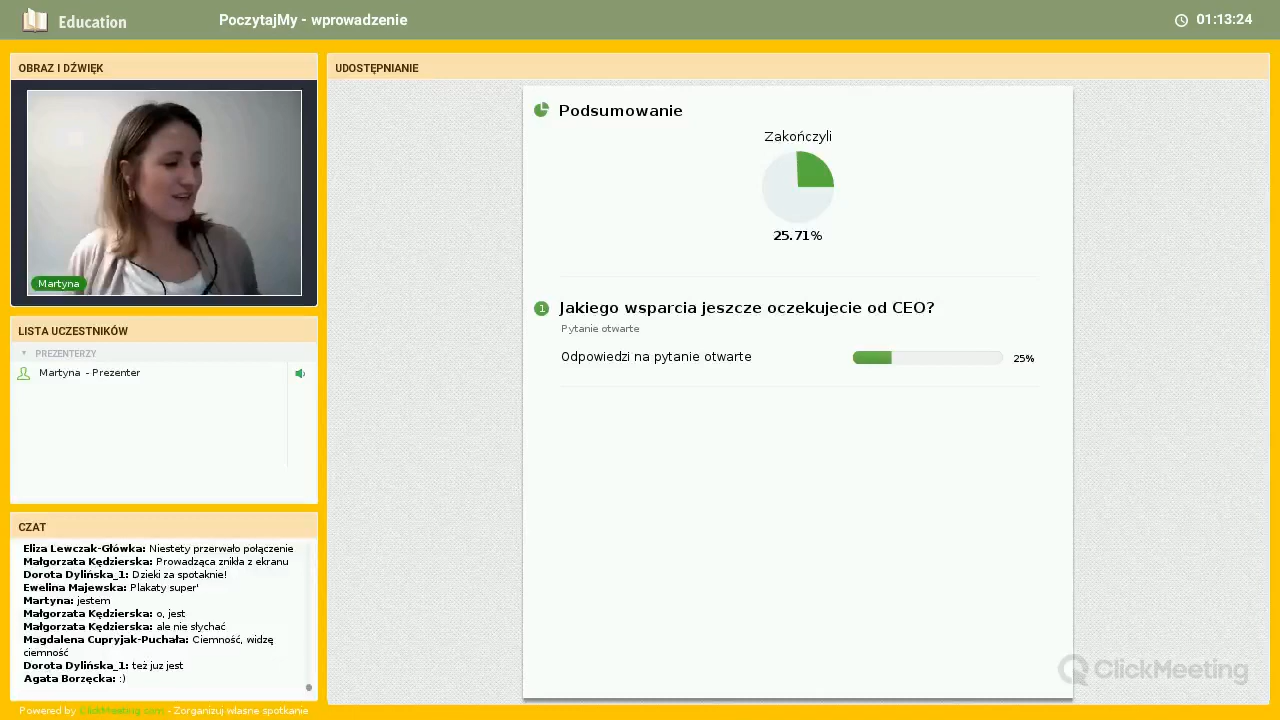 Education
PoczytajMy - wprowadzenie
01:13:24
OBRAZ I DŹWIĘK
Martyna
LISTA UCZESTNIKÓW
PREZENTERZY
Martyna - Prezenter
CZAT
Eliza Lewczak-Główka: Niestety przerwało połączenie
Małgorzata Kędzierska: Prowadząca znikła z ekranu
Dorota Dylińska_1: Dzieki za spotaknie!
Ewelina Majewska: Plakaty super'
Martyna: jestem
Małgorzata Kędzierska: o, jest
Małgorzata Kędzierska: ale nie słychać
Magdalena Cupryjak-Puchała: Ciemność, widzę
ciemność
Dorota Dylińska_1: też juz jest
Agata Borzęcka: :)
Powered by ClickMeeting.com - Zorganizuj własne spotkanie
UDOSTĘPNIANIE
Podsumowanie
Zakończyli
25.71%
1 Jakiego wsparcia jeszcze oczekujecie od CEO?
Pytanie otwarte
Odpowiedzi na pytanie otwarte 25%
ClickMeeting